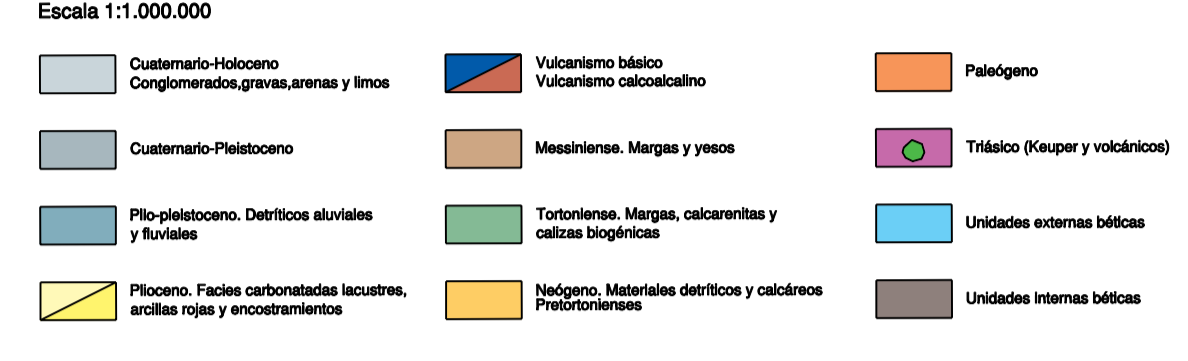 Escala 1:1.000.000
Cuaternario-Holoceno
Conglomerados,gravas,arenas y limos
Cuaternario-Pleistoceno
Plio-pleistoceno. Detríticos aluviales
y fluviales
Plioceno. Facies carbonatadas lacustres,
arcillas rojas y encostramientos
Vulcanismo básico
Vulcanismo calcoalcalino
Messiniense. Margas y yesos
Tortoniense. Margas, calcarenitas y
calizas biogénicas
Neógeno. Materiales detríticos y calcáreos
Pretortonienses
Paleógeno
Triásico (Keuper y volcánicos)
Unidades externas béticas
Unidades internas béticas